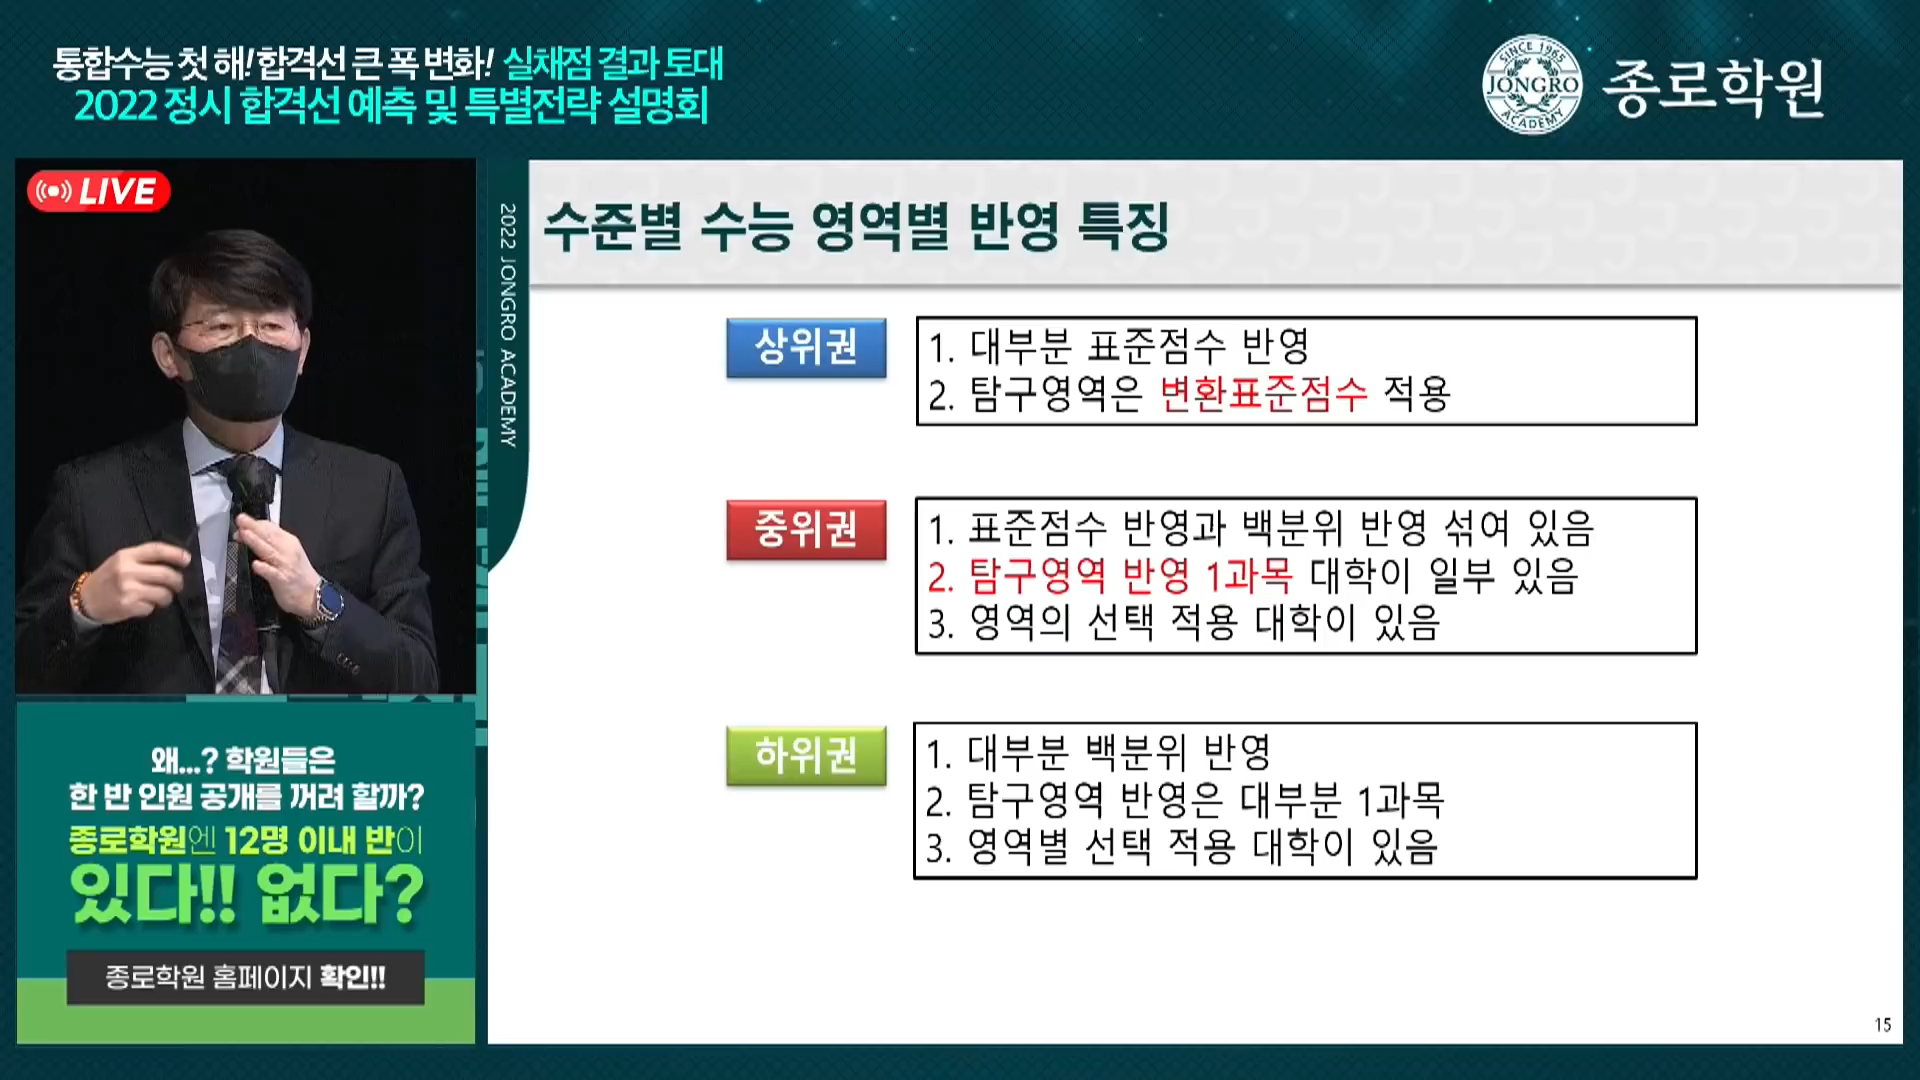 통합수능 첫 해! 합격선 큰 폭 변화! 실채점 결과 토대
2022 정시 합격선 예측 및 특별전략 설명회
SINCE 1965
JONGRO
ACADEMY
종로학원
LIVE
2022 JONGRO ACADEMY
수준별 수능 영역별 반영 특징
상위권
1. 대부분 표준점수 반영
2. 탐구영역은 변환표준점수 적용
중위권
1. 표준점수 반영과 백분위 반영 섞여 있음
2. 탐구영역 반영 1과목 대학이 일부 있음
3. 영역의 선택 적용 대학이 있음
하위권
1. 대부분 백분위 반영
2. 탐구영역 반영은 대부분 1과목
3. 영역별 선택 적용 대학이 있음
왜...? 학원들은
한 반 인원 공개를 꺼려 할까?
종로학원엔 12명 이내 반이
있다!! 없다?
종로학원 홈페이지 확인!!
15